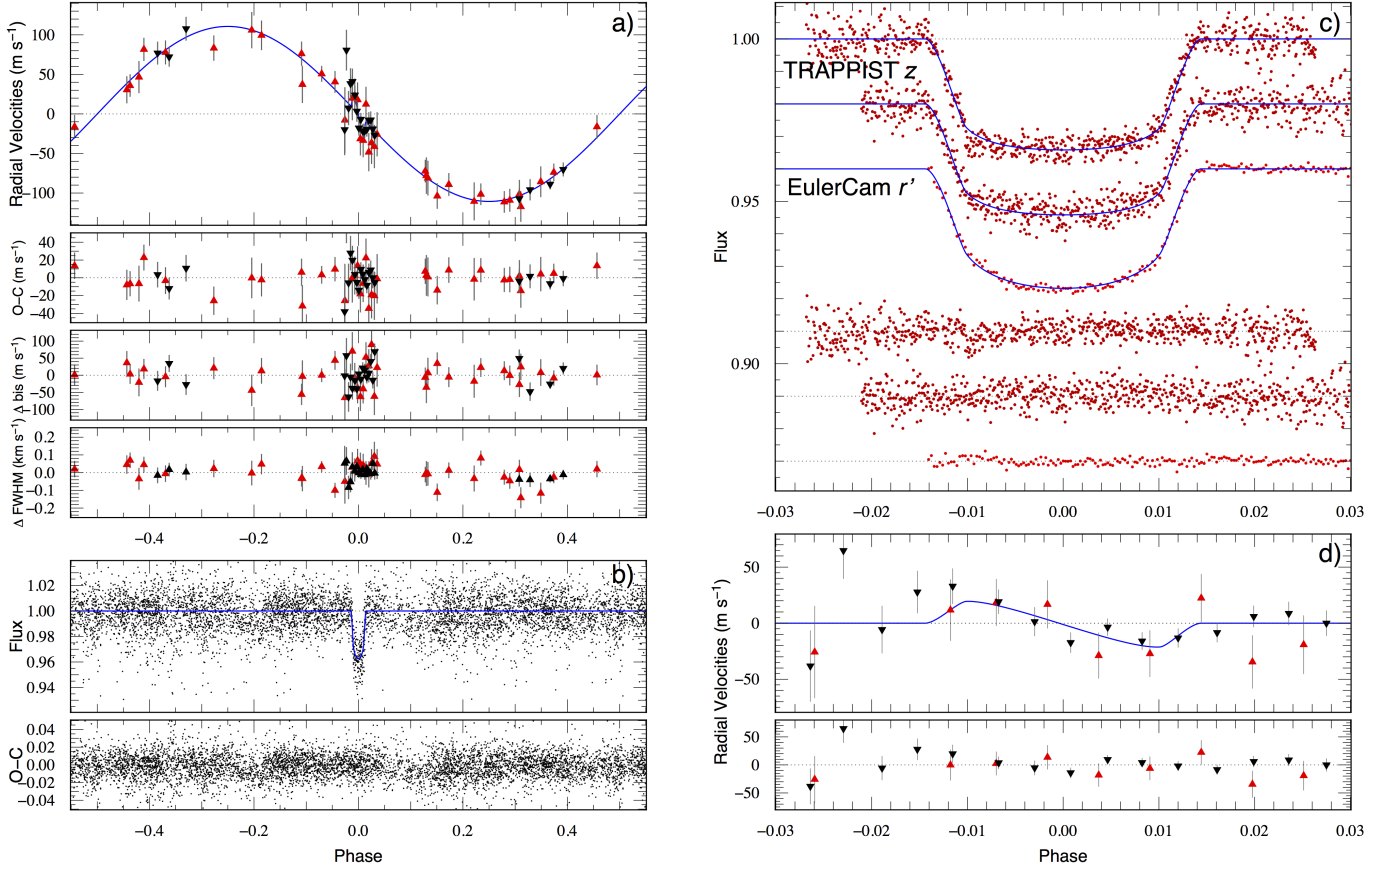 a)
Radial Velocities (m s⁻¹)
100
50
0
−50
−100
O−C (m s⁻¹)
40
20
0
−20
−40
Δ bis (m s⁻¹)
100
50
0
−50
−100
Δ FWHM (km s⁻¹)
0.2
0.1
0.0
−0.1
−0.2
−0.4 −0.2 0.0 0.2 0.4
b)
Flux
1.02
1.00
0.98
0.96
0.94
O−C
0.04
0.02
0.00
−0.02
−0.04
−0.4 −0.2 0.0 0.2 0.4
Phase
c)
Flux
1.00
TRAPPIST z
EulerCam r’
0.95
0.90
−0.03 −0.02 −0.01 0.00 0.01 0.02 0.03
d)
Radial Velocities (m s⁻¹)
50
0
−50
50
0
−50
−0.03 −0.02 −0.01 0.00 0.01 0.02 0.03
Phase